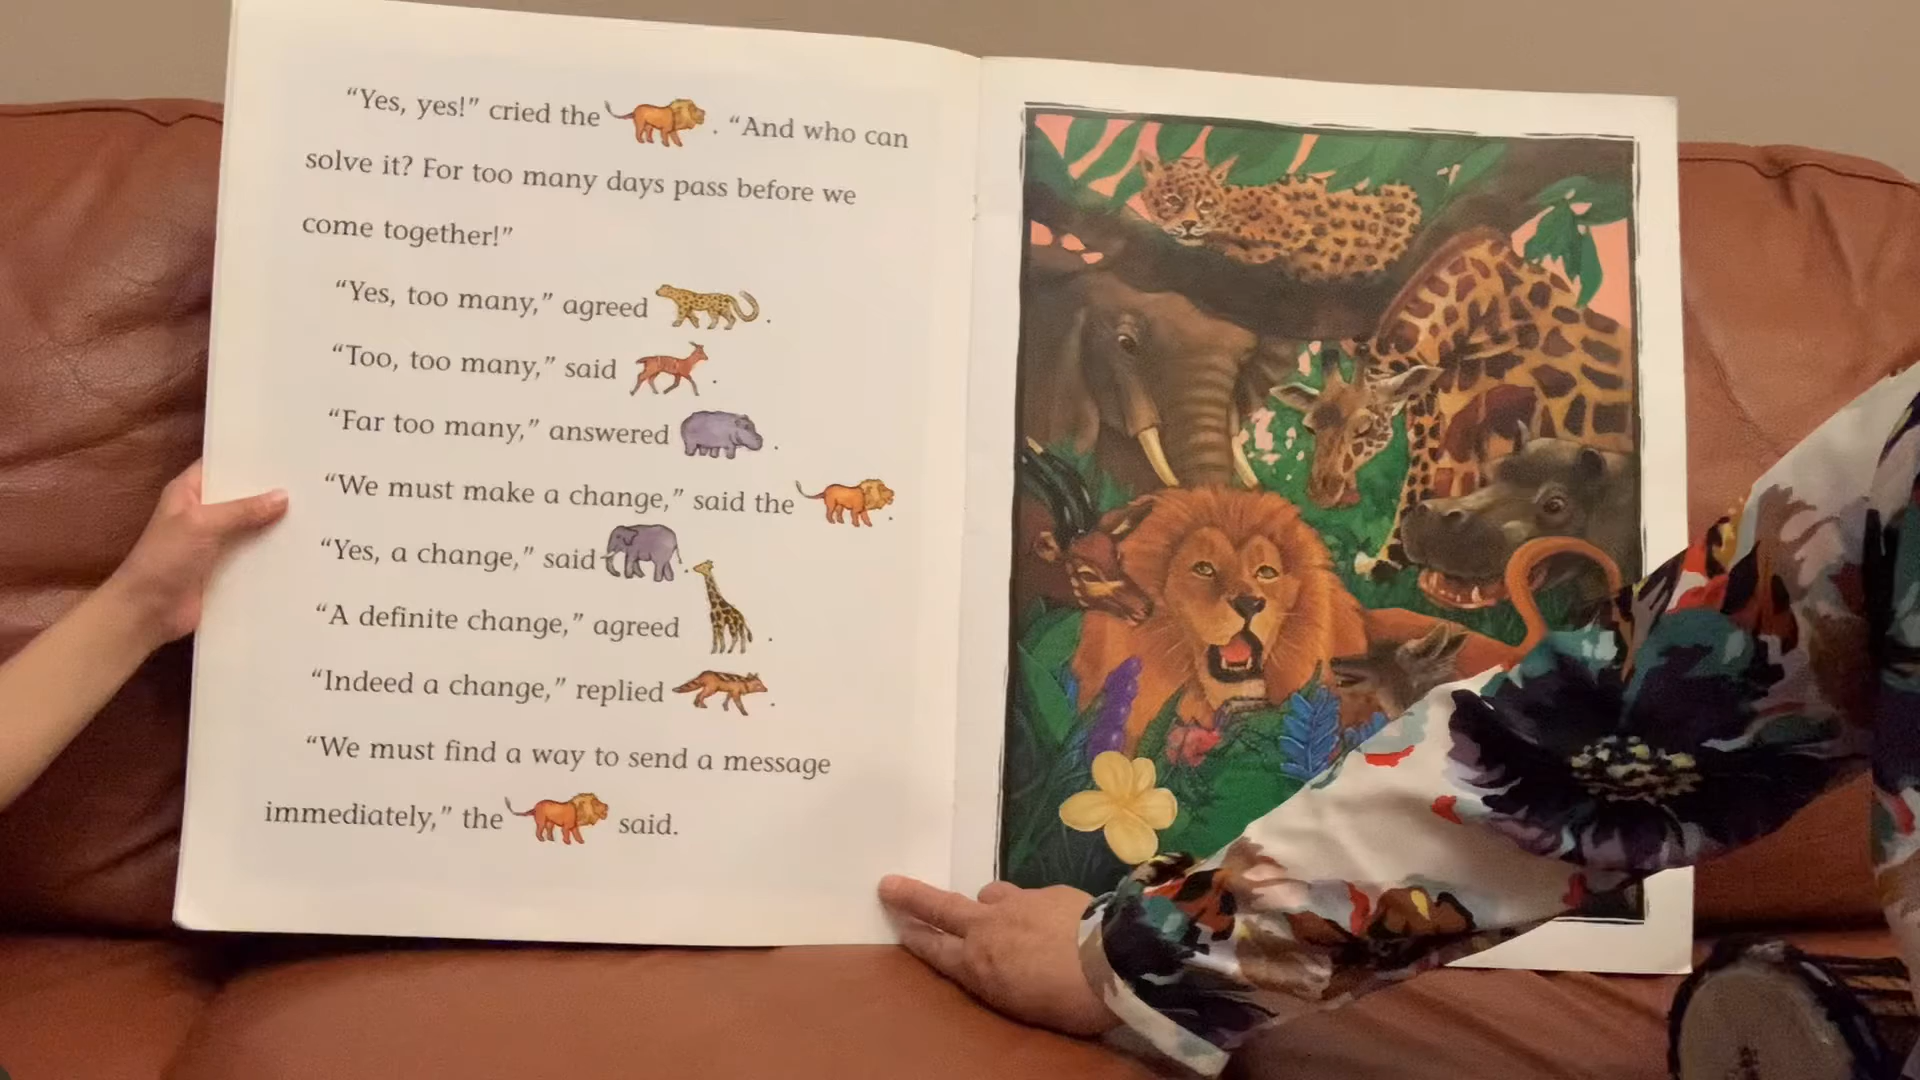 “Yes, yes!” cried the . “And who can
solve it? For too many days pass before we
come together!”
“Yes, too many,” agreed .
“Too, too many,” said .
“Far too many,” answered .
“We must make a change,” said the .
“Yes, a change,” said .
“A definite change,” agreed .
“Indeed a change,” replied .
“We must find a way to send a message
immediately,” the said.